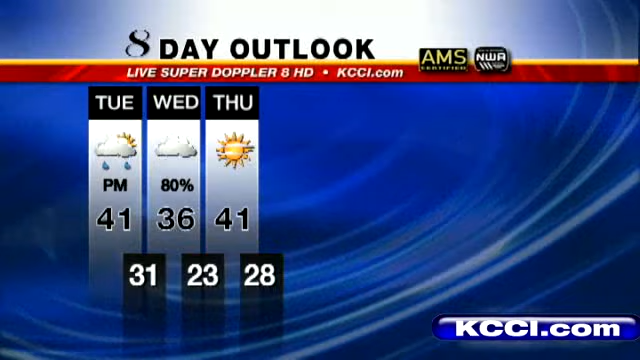 8 DAY OUTLOOK
LIVE SUPER DOPPLER 8 HD • KCCI.com
AMS
CERTIFIED
NWA
TUE WED THU
PM 80%
41 36 41
31 23 28
KCCI.com